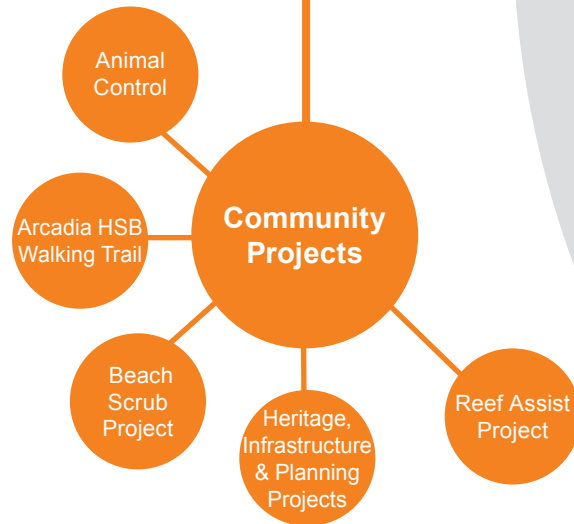 Animal
Control
Community
Projects
Arcadia HSB
Walking Trail
Beach
Scrub
Project
Heritage,
Infrastructure
& Planning
Projects
Reef Assist
Project